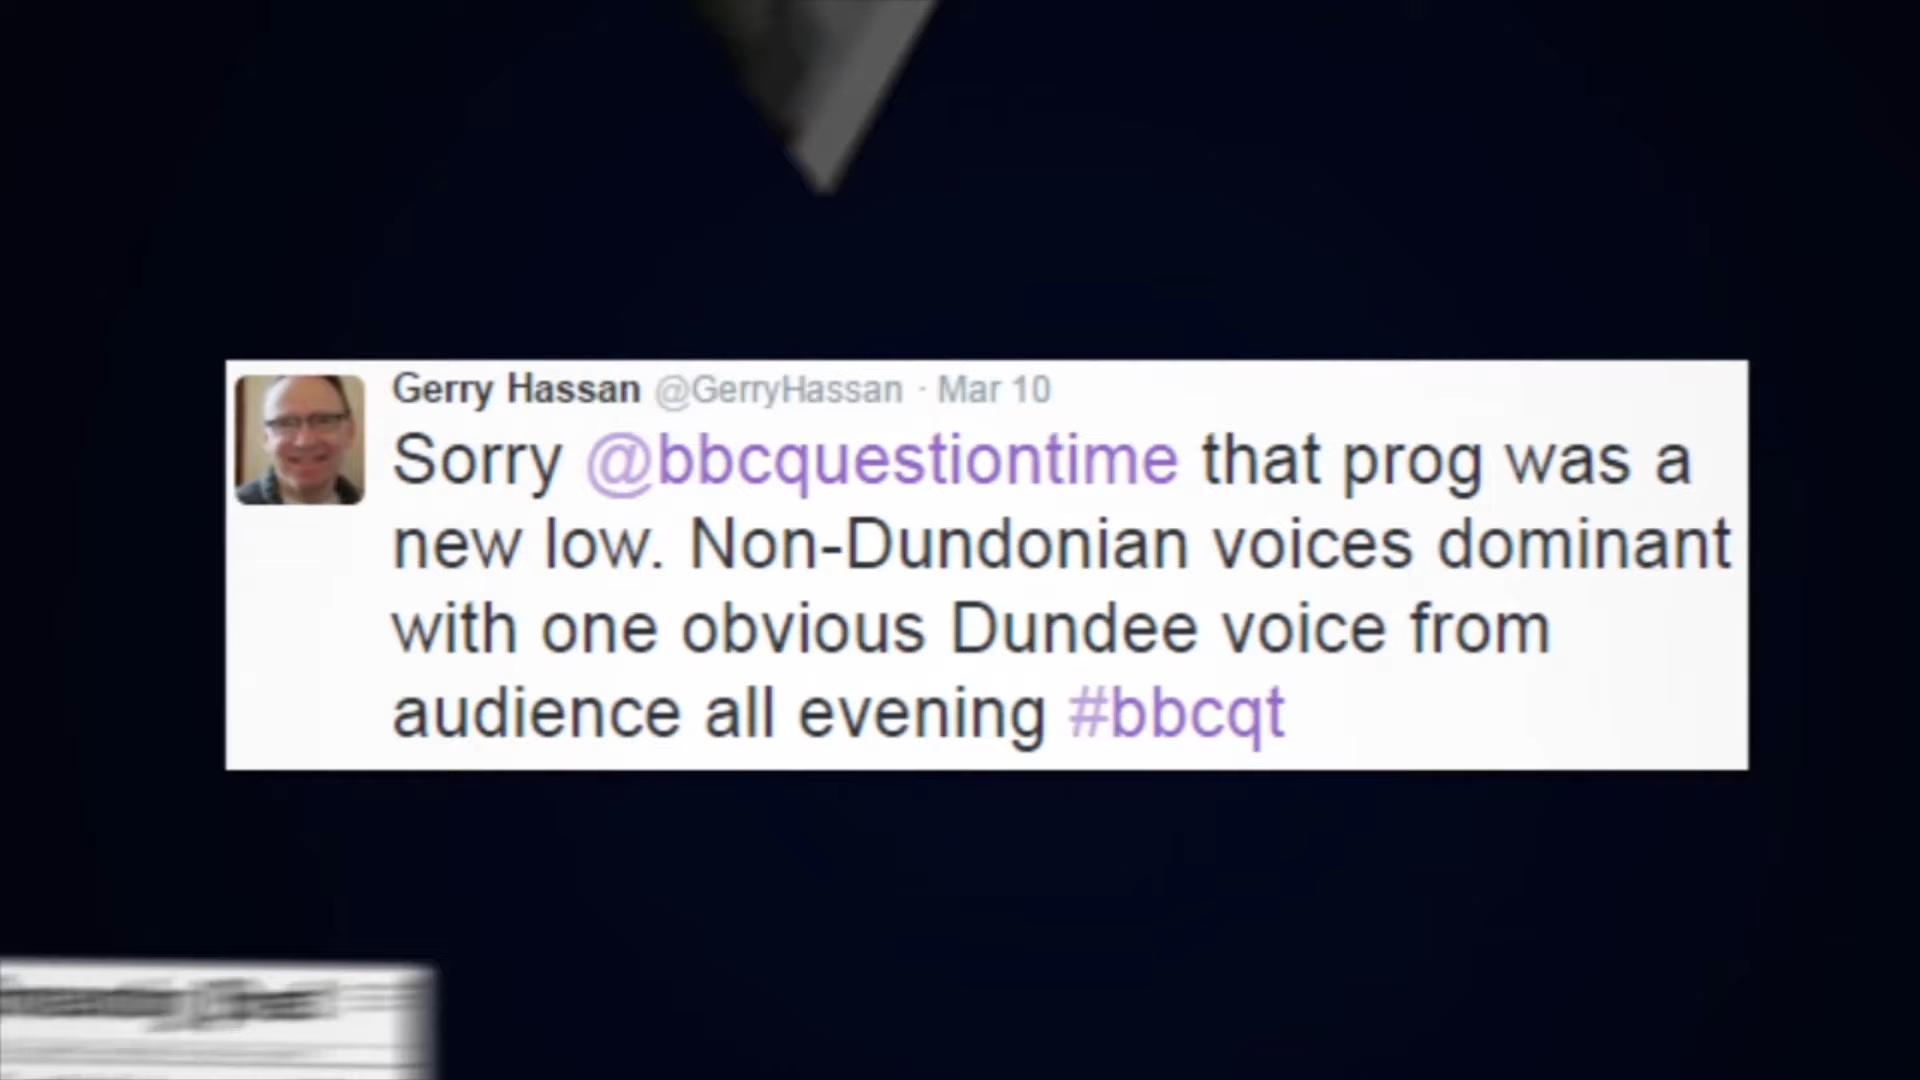 Gerry Hassan @GerryHassan · Mar 10
Sorry @bbcquestiontime that prog was a
new low. Non-Dundonian voices dominant
with one obvious Dundee voice from
audience all evening #bbcqt